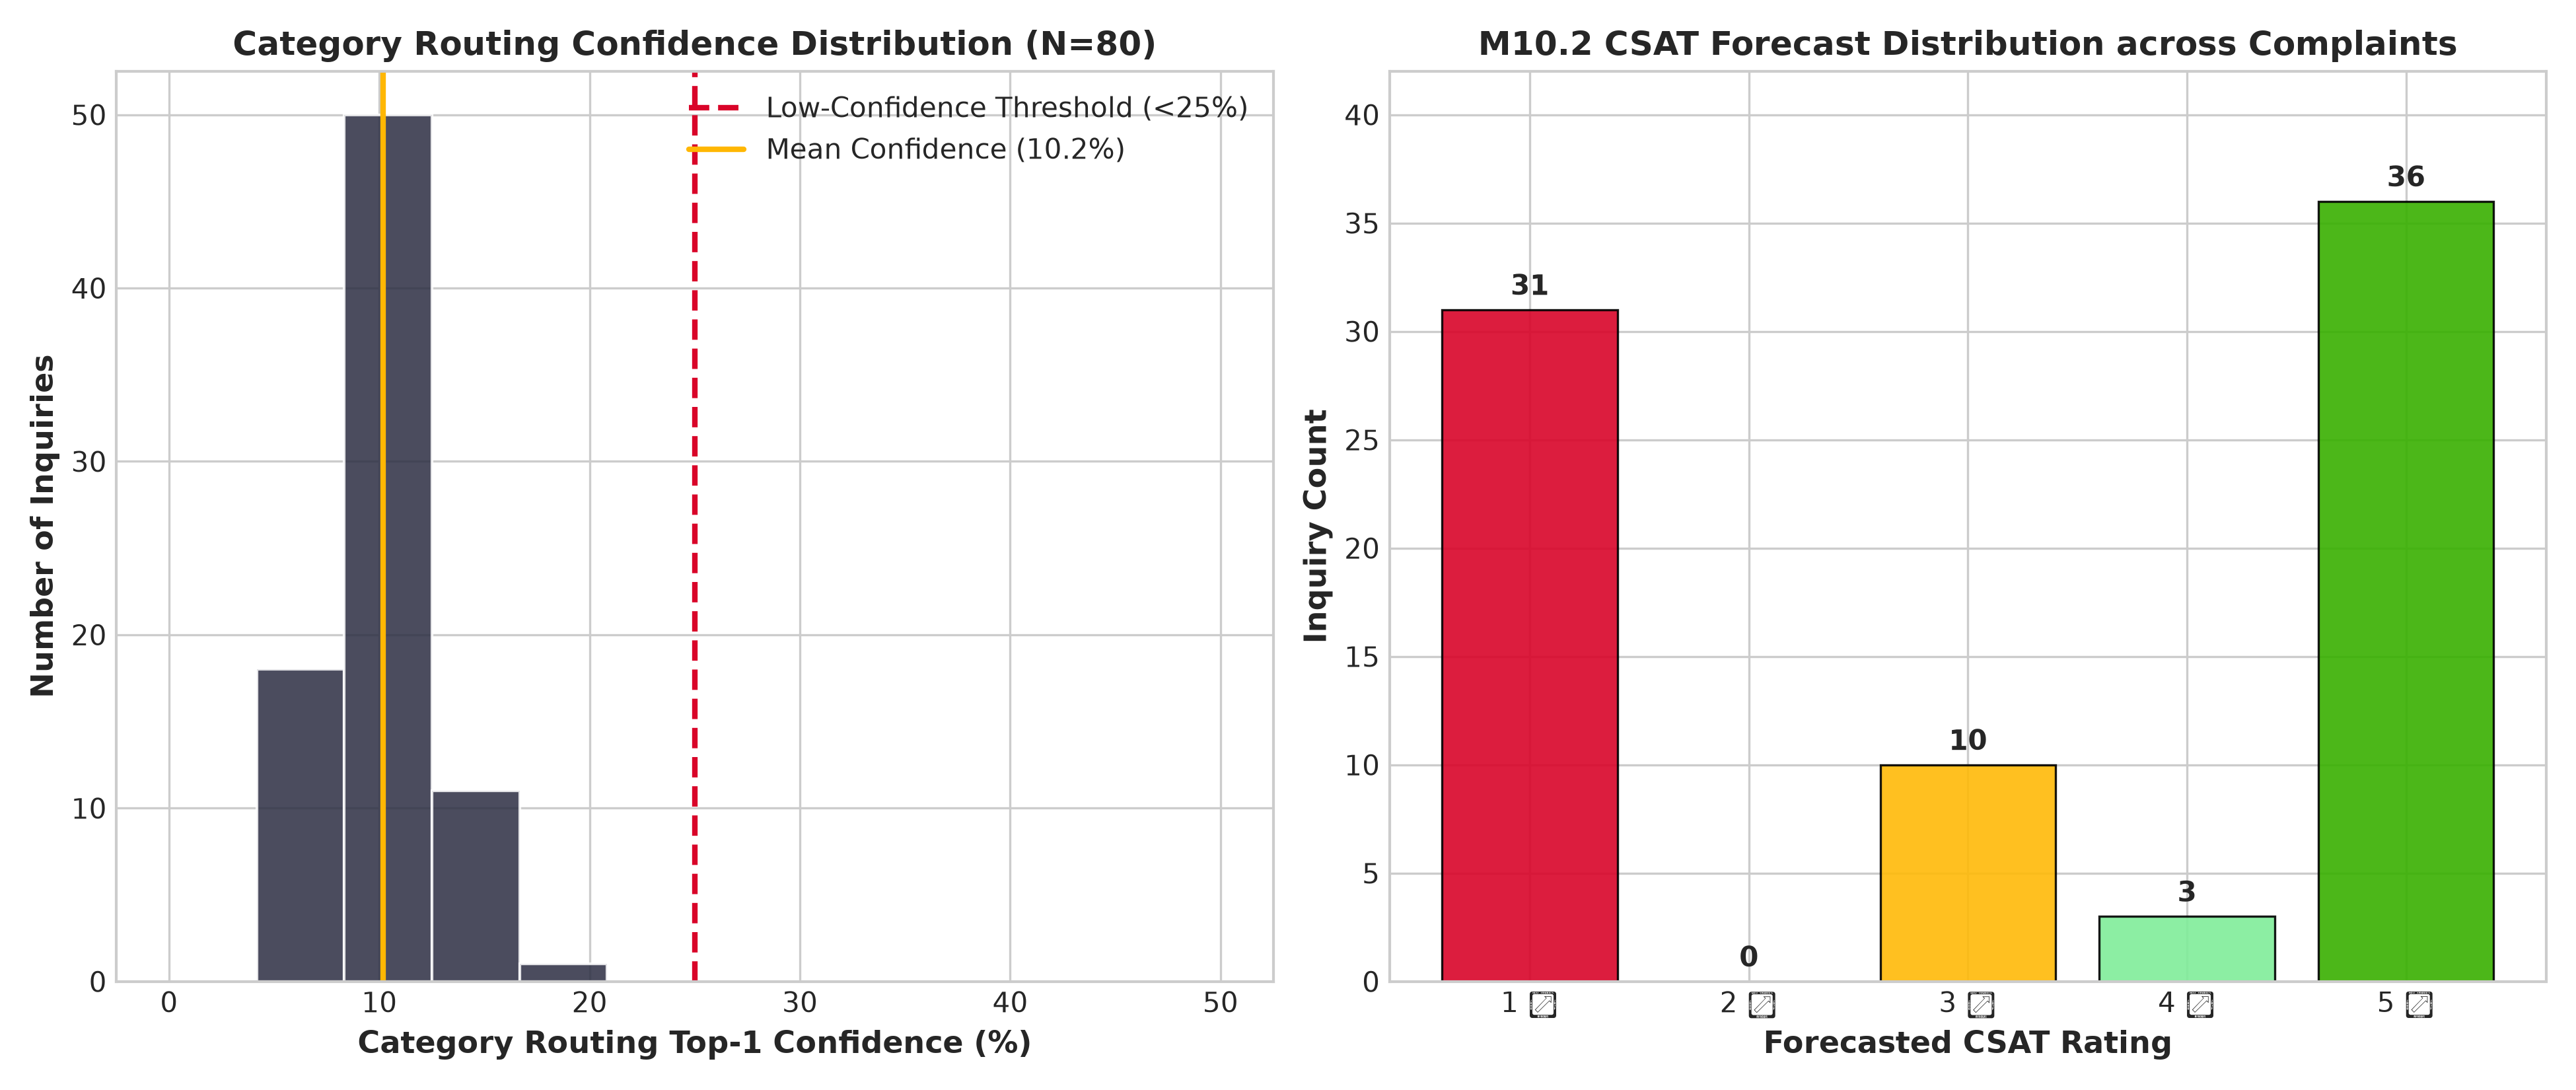 Category Routing Confidence Distribution (N=80)
Number of Inquiries
50
40
30
20
10
0
Low-Confidence Threshold (<25%)
Mean Confidence (10.2%)
0 10 20 30 40 50
Category Routing Top-1 Confidence (%)
M10.2 CSAT Forecast Distribution across Complaints
Inquiry Count
40
35
30
25
20
15
10
5
0
31
0
10
3
36
1 2 3 4 5
Forecasted CSAT Rating